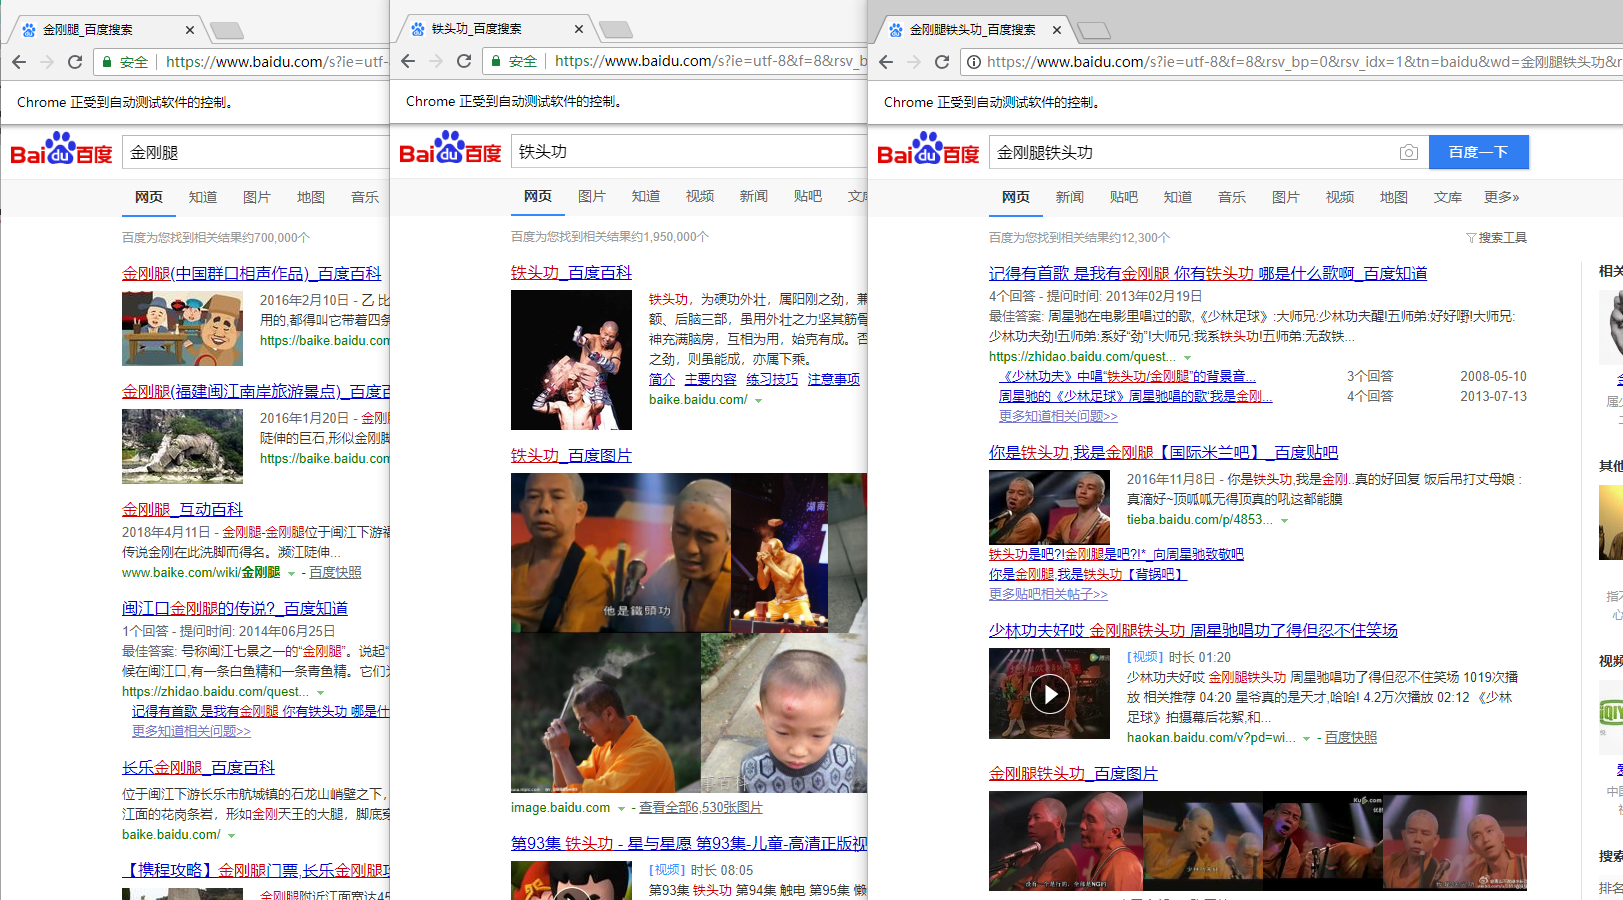 金刚腿_百度搜索
安全 https://www.baidu.com/s?ie=utf-
Chrome 正受到自动测试软件的控制。
Bai du 百度
金刚腿
网页 知道 图片 地图 音乐
百度为您找到相关结果约700,000个
金刚腿(中国群口相声作品)_百度百科
2016年2月10日 - 乙 比
用的,都得叫它带着四条
https://baike.baidu.con
金刚腿(福建闽江南岸旅游景点)_百度百
2016年1月20日 - 金刚
陡伸的巨石,形似金刚脚
https://baike.baidu.con
金刚腿_互动百科
2018年4月11日 - 金刚腿-金刚腿位于闽江下游福
传说金刚在此洗脚而得名。濒江陡伸...
www.baike.com/wiki/金刚腿 - 百度快照
闽江口金刚腿的传说?_百度知道
1个回答 - 提问时间: 2014年06月25日
最佳答案: 号称闽江七景之一的“金刚腿”。说起“
候在闽江口,有一条白鱼精和一条青鱼精。它们为
https://zhidao.baidu.com/quest...
记得有首歌 是我有金刚腿 你有铁头功 哪是什
更多知道相关问题>>
长乐金刚腿_百度百科
位于闽江下游长乐市航城镇的石龙山峭壁之下，
江面的花岗条岩，形如金刚天王的大腿，脚底穿
baike.baidu.com/
【携程攻略】金刚腿门票,长乐金刚腿攻
金刚腿附近江面宽达45
铁头功_百度搜索
安全 https://www.baidu.com/s?ie=utf-8&f=8&rsv_b
Chrome 正受到自动测试软件的控制。
Bai du 百度
铁头功
网页 图片 知道 视频 新闻 贴吧 文库
百度为您找到相关结果约1,950,000个
铁头功_百度百科
铁头功，为硬功外壮，属阳刚之劲，兼
额、后脑三部，虽用外壮之力坚其筋骨
神充满脑房，互相为用，始克有成。否
之劲，则虽能成，亦属下乘。
简介 主要内容 练习技巧 注意事项
baike.baidu.com/
铁头功_百度图片
他是鐵頭功
image.baidu.com - 查看全部6,530张图片
第93集 铁头功 - 星与星愿 第93集-儿童-高清正版视
[视频] 时长 08:05
第93集 铁头功 第94集 触电 第95集 懒
金刚腿铁头功_百度搜索
https://www.baidu.com/s?ie=utf-8&f=8&rsv_bp=0&rsv_idx=1&tn=baidu&wd=金刚腿铁头功&r
Chrome 正受到自动测试软件的控制。
Bai du 百度
金刚腿铁头功
百度一下
网页 新闻 贴吧 知道 音乐 图片 视频 地图 文库 更多»
百度为您找到相关结果约12,300个
搜索工具
记得有首歌 是我有金刚腿 你有铁头功 哪是什么歌啊_百度知道
4个回答 - 提问时间: 2013年02月19日
最佳答案: 周星驰在电影里唱过的歌,《少林足球》:大师兄:少林功夫醒!五师弟:好好嘢!大师兄:
少林功夫劲!五师弟:系好“劲”!大师兄:我系铁头功!五师弟:无敌铁...
https://zhidao.baidu.com/quest...
《少林功夫》中唱“铁头功/金刚腿”的背景音... 3个回答 2008-05-10
周星驰的《少林足球》周星驰唱的'我是金刚... 4个回答 2013-07-13
更多知道相关问题>>
你是铁头功,我是金刚腿【国际米兰吧】_百度贴吧
2016年11月8日 - 你是铁头功,我是金刚..真的好回复 饭后吊打丈母娘 :
真滴好~顶呱呱无得顶真的吼这都能膜
tieba.baidu.com/p/4853...
铁头功是吧?!金刚腿是吧?!*_向周星驰致敬吧
你是金刚腿,我是铁头功【背锅吧】
更多贴吧相关帖子>>
少林功夫好哎 金刚腿铁头功 周星驰唱功了得但忍不住笑场
[视频] 时长 01:20
少林功夫好哎 金刚腿铁头功 周星驰唱功了得但忍不住笑场 1019次播
放 相关推荐 04:20 星爷真的是天才,哈哈! 4.2万次播放 02:12 《少林
足球》拍摄幕后花絮,和...
haokan.baidu.com/v?pd=wi... - 百度快照
金刚腿铁头功_百度图片
相关
其他
视频
搜索
排名